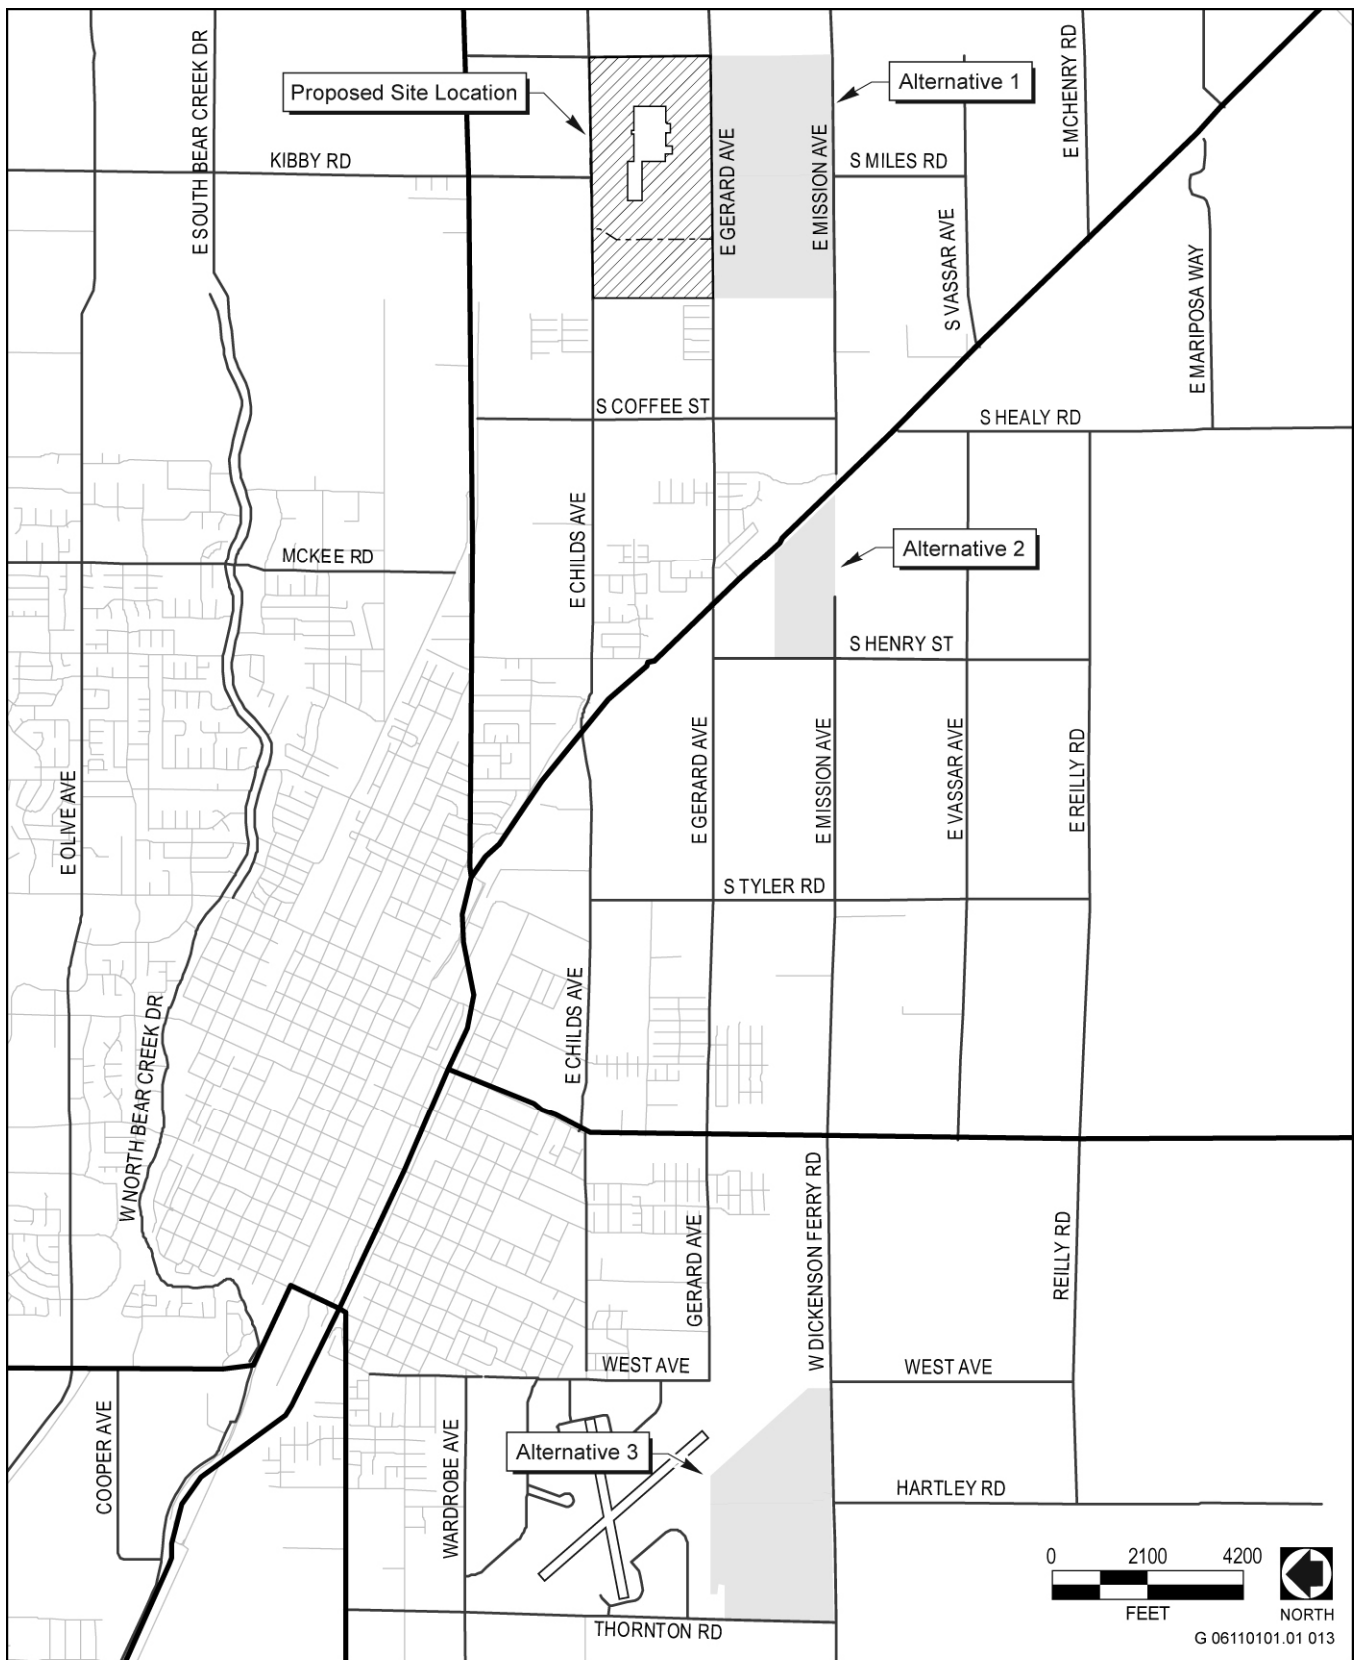 E SOUTH BEAR CREEK DR
Proposed Site Location
Alternative 1
E MCHENRY RD
KIBBY RD
E GERARD AVE
E MISSION AVE
S MILES RD
S VASSAR AVE
E MARIPOSA WAY
S COFFEE ST
S HEALY RD
E CHILDS AVE
MCKEE RD
Alternative 2
S HENRY ST
E OLIVE AVE
E GERARD AVE
E MISSION AVE
E VASSAR AVE
E REILLY RD
S TYLER RD
W NORTH BEAR CREEK DR
E CHILDS AVE
GERARD AVE
W DICKENSON FERRY RD
REILLY RD
WEST AVE
WEST AVE
COOPER AVE
WARDROBE AVE
Alternative 3
HARTLEY RD
0 2100 4200
FEET
NORTH
THORNTON RD
G 06110101.01 013